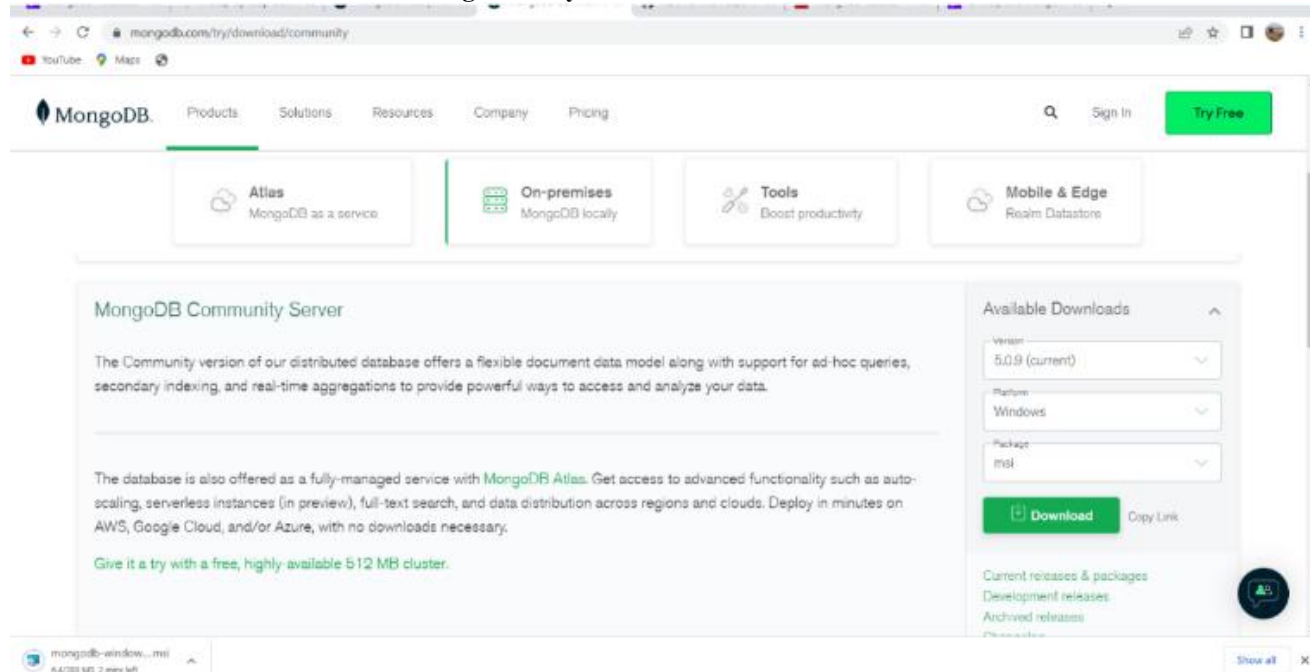 mongodb.com/try/download/community
YouTube Maps
MongoDB. Products Solutions Resources Company Pricing Sign In Try Free
Atlas
MongoDB as a service
On-premises
MongoDB locally
Tools
Boost productivity
Mobile & Edge
Realm Datastore
MongoDB Community Server
The Community version of our distributed database offers a flexible document data model along with support for ad-hoc queries,
secondary indexing, and real-time aggregations to provide powerful ways to access and analyze your data.
The database is also offered as a fully-managed service with MongoDB Atlas. Get access to advanced functionality such as auto-
scaling, serverless instances (in preview), full-text search, and data distribution across regions and clouds. Deploy in minutes on
AWS, Google Cloud, and/or Azure, with no downloads necessary.
Give it a try with a free, highly-available 512 MB cluster.
Available Downloads
Version
5.0.9 (current)
Platform
Windows
Package
msi
Download Copy Link
Current releases & packages
Development releases
Archived releases
mongodb-window....msi
2 mins left
Show all